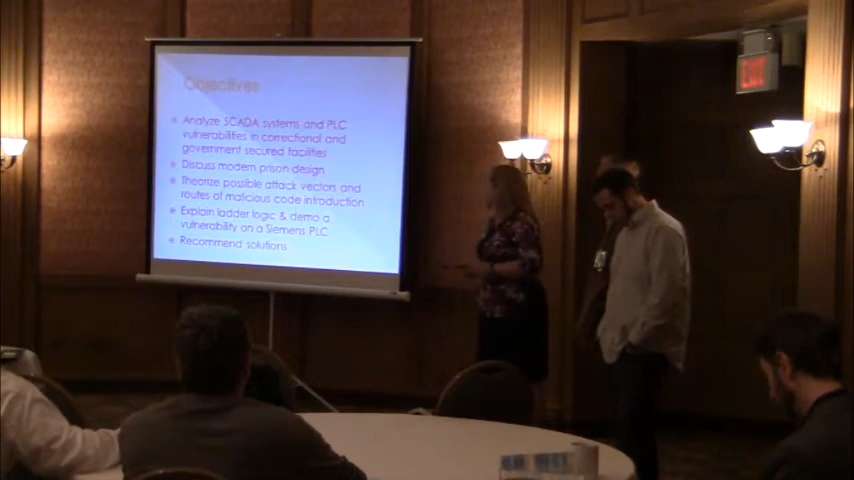 Objectives
Analyze SCADA systems and PLC
vulnerabilities in correctional and
government secured facilities
Discuss modern prison design
Theorize possible attack vectors and
routes of malicious code introduction
Explain ladder logic & demo a
vulnerability on a Siemens PLC
Recommend solutions
EXIT